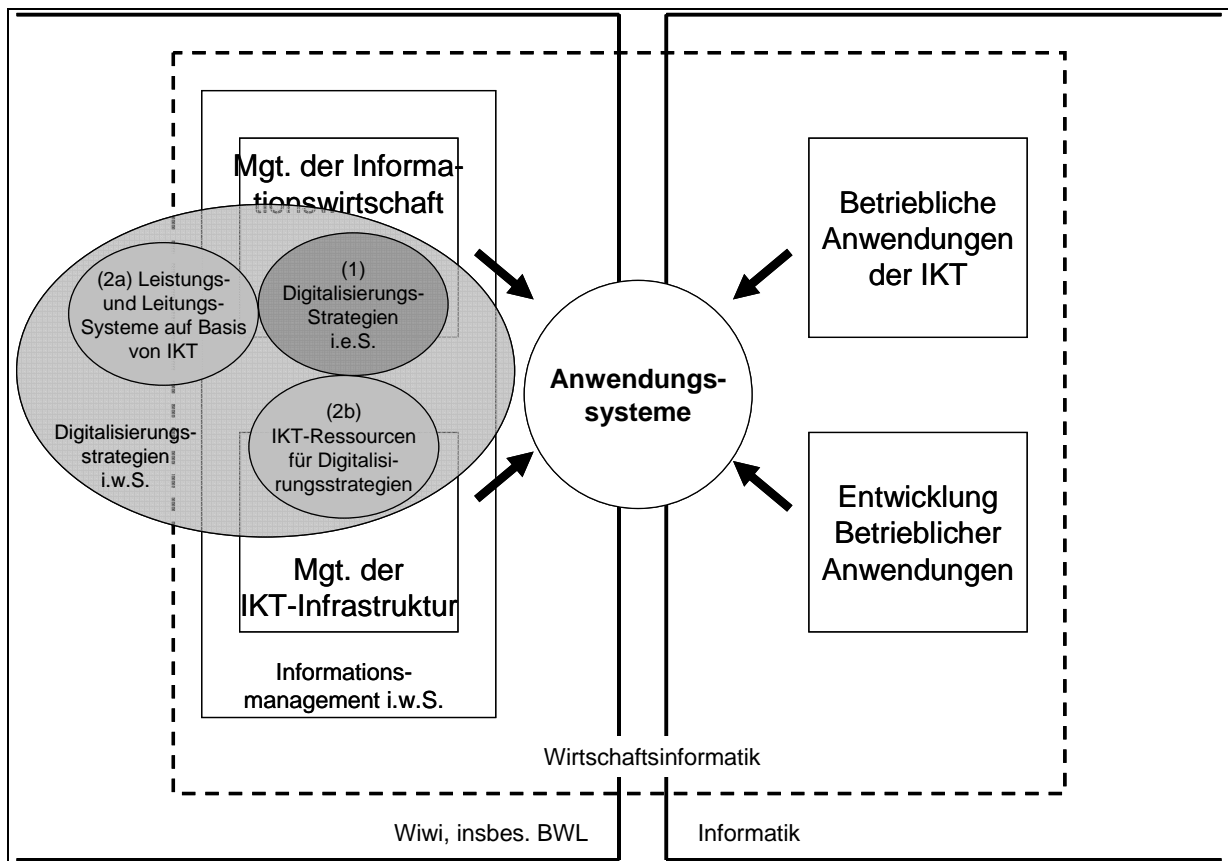 Mgt. der Informa-
tionswirtschaft
(1)
Digitalisierungs-
Strategien
i.e.S.
(2a) Leistungs-
und Leitungs-
Systeme auf Basis
von IKT
(2b)
IKT-Ressourcen
für Digitalisi-
rungsstrategien
Digitalisierungs-
strategien
i.w.S.
Mgt. der
IKT-Infrastruktur
Informations-
management i.w.S.
Anwendungs-
systeme
Betriebliche
Anwendungen
der IKT
Entwicklung
Betrieblicher
Anwendungen
Wirtschaftsinformatik
Wiwi, insbes. BWL
Informatik